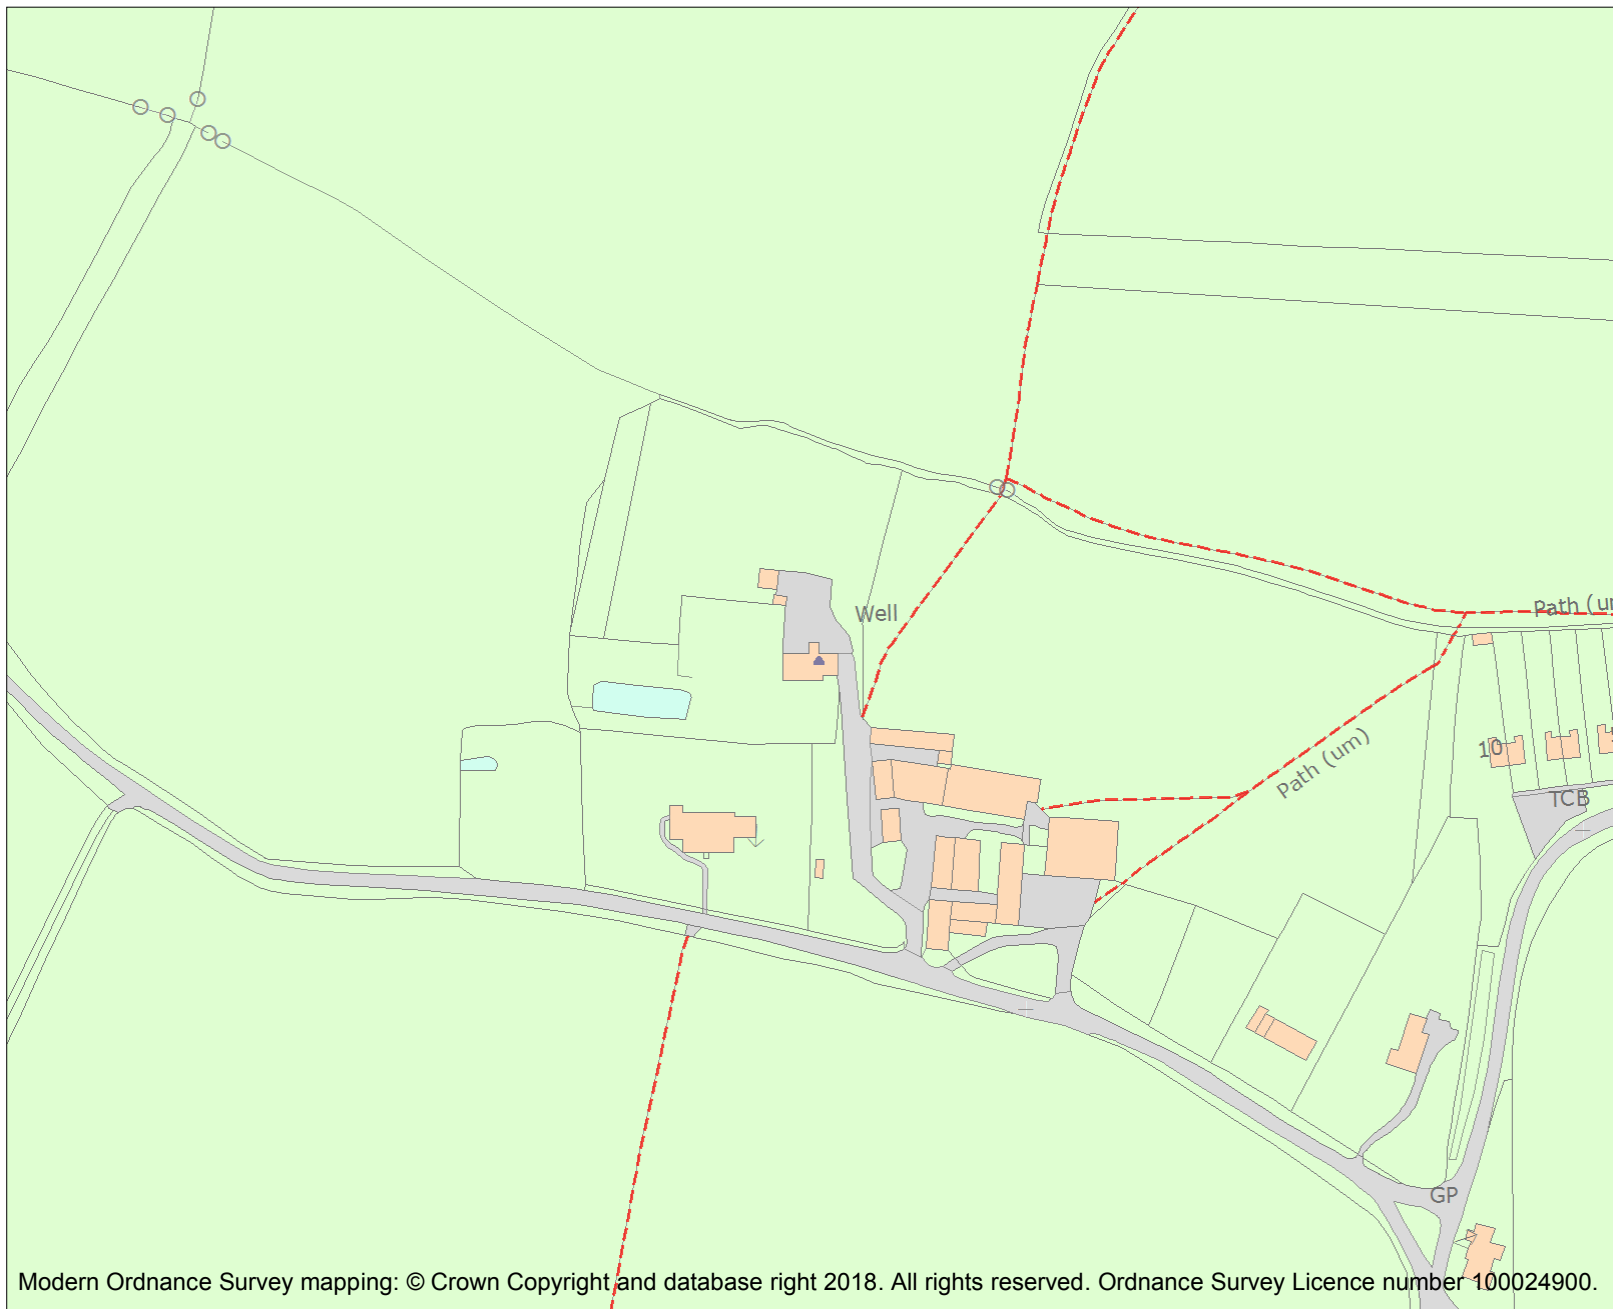 Path (um
Well
Path (um)
10
TCB
GP
Modern Ordnance Survey mapping: © Crown Copyright and database right 2018. All rights reserved. Ordnance Survey Licence number 100024900.